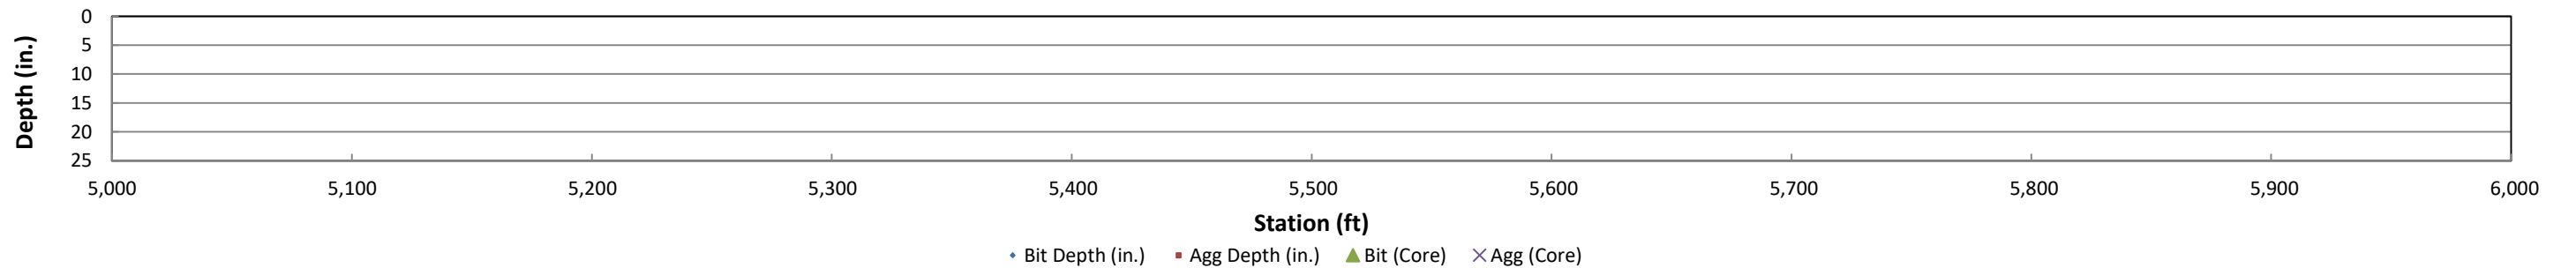 Depth (in.)
0
5
10
15
20
25
5,000 5,100 5,200 5,300 5,400 5,500 5,600 5,700 5,800 5,900 6,000
Station (ft)
Bit Depth (in.) Agg Depth (in.) Bit (Core) Agg (Core)